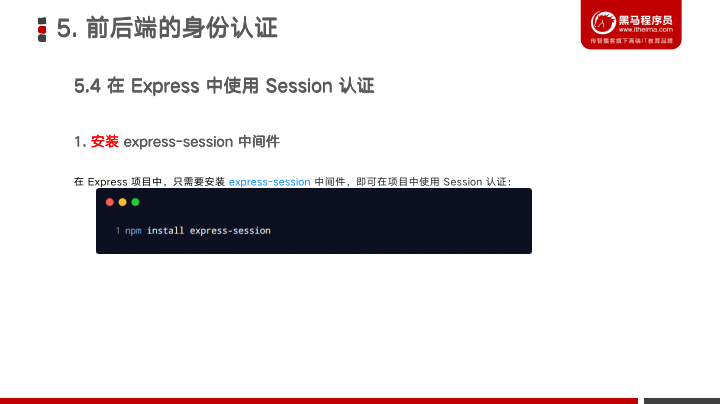 5. 前后端的身份认证
黑马程序员
www.itheima.com
传智播客旗下高端IT教育品牌
5.4 在 Express 中使用 Session 认证
1. 安装 express-session 中间件
在 Express 项目中，只需要安装 express-session 中间件，即可在项目中使用 Session 认证：
1 npm install express-session